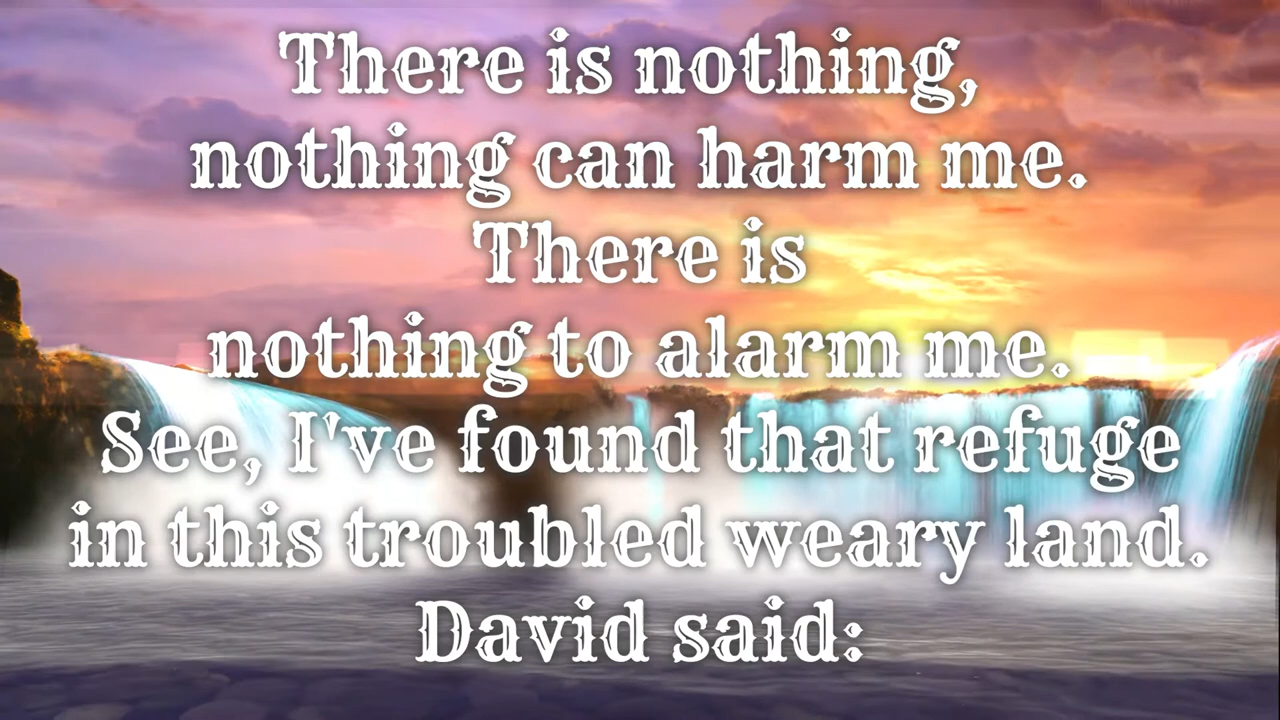 There is nothing,
nothing can harm me.
There is
nothing to alarm me.
See, I've found that refuge
in this troubled weary land.
David said: